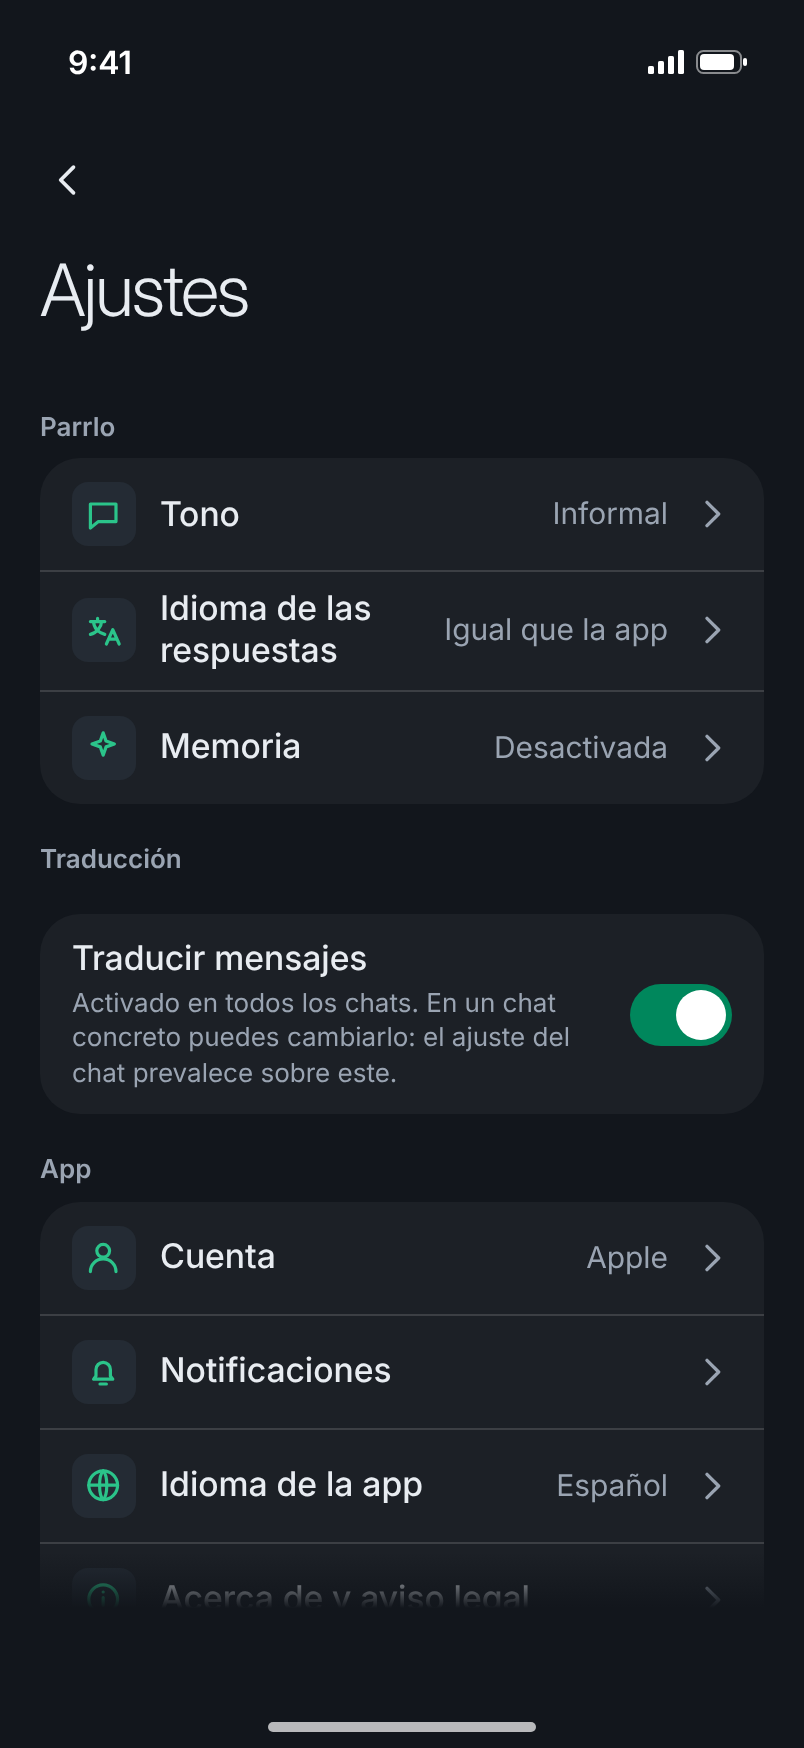 9:41
Ajustes
Parrlo
Tono
Informal
Idioma de las
respuestas
Igual que la app
Memoria
Desactivada
Traducción
Traducir mensajes
Activado en todos los chats. En un chat
concreto puedes cambiarlo: el ajuste del
chat prevalece sobre este.
App
Cuenta
Apple
Notificaciones
Idioma de la app
Español
Acerca de y aviso legal